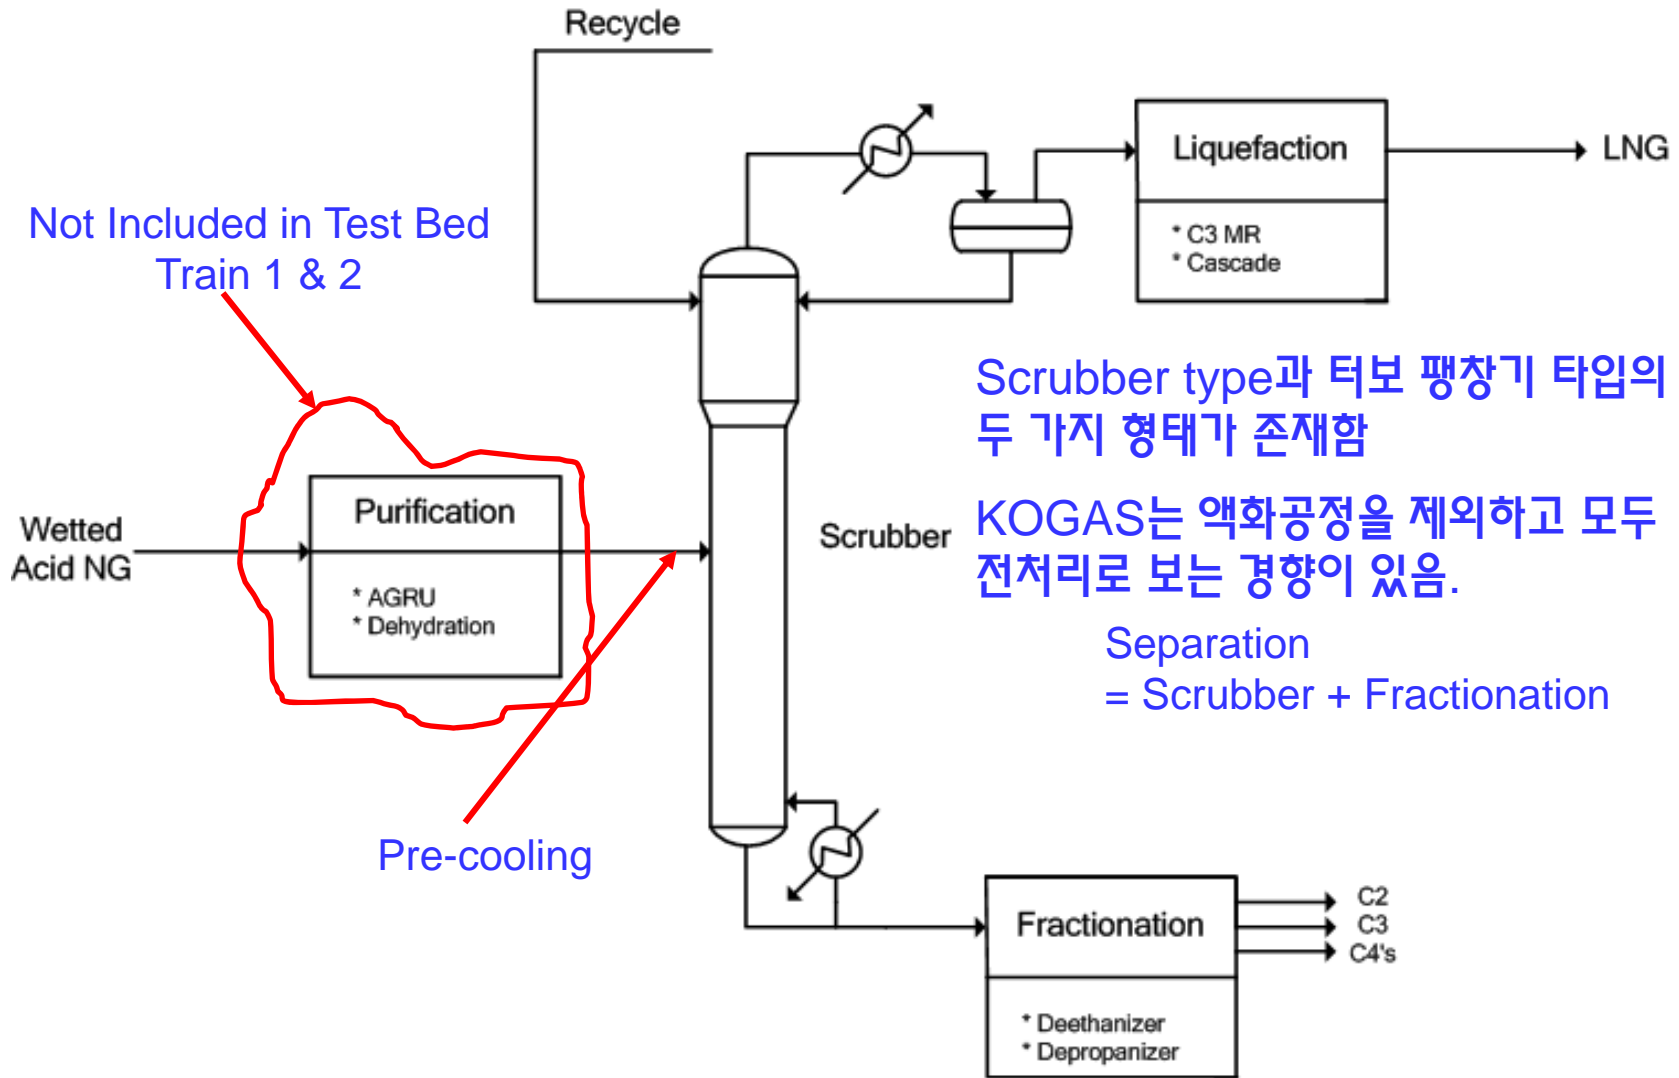 Recycle
Liquefaction
* C3 MR
* Cascade
LNG
Not Included in Test Bed
Train 1 & 2
Scrubber type과 터보 팽창기 타입의
두 가지 형태가 존재함
KOGAS는 액화공정을 제외하고 모두
전처리로 보는 경향이 있음.
Separation
= Scrubber + Fractionation
Wetted
Acid NG
Purification
* AGRU
* Dehydration
Scrubber
Pre-cooling
Fractionation
* Deethanizer
* Depropanizer
C2
C3
C4's